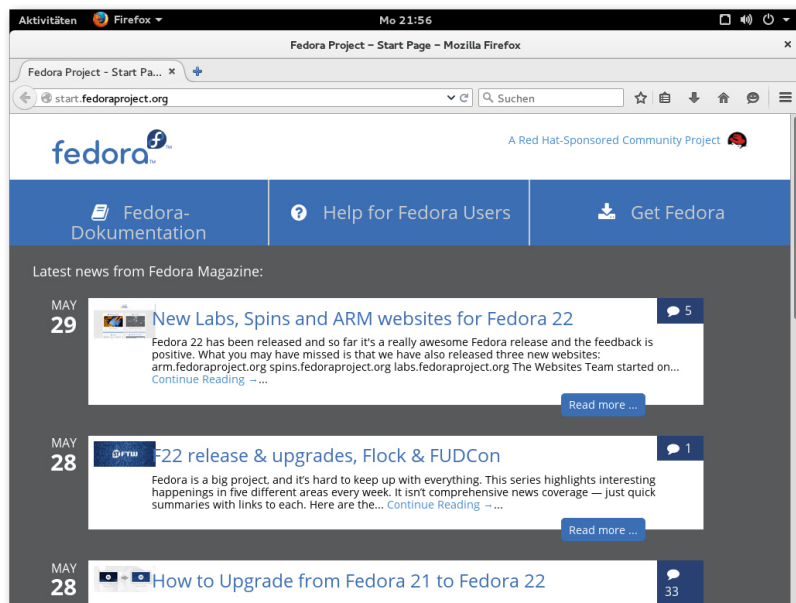 Aktivitäten Firefox Mo 21:56
Fedora Project – Start Page – Mozilla Firefox
Fedora Project - Start Pa...
start.fedoraproject.org Suchen
fedora A Red Hat-Sponsored Community Project
Fedora-
Dokumentation
Help for Fedora Users
Get Fedora
Latest news from Fedora Magazine:
MAY
29
New Labs, Spins and ARM websites for Fedora 22
5
Fedora 22 has been released and so far it's a really awesome Fedora release and the feedback is
positive. What you may have missed is that we have also released three new websites:
arm.fedoraproject.org spins.fedoraproject.org labs.fedoraproject.org The Websites Team started on...
Continue Reading →...
Read more ...
MAY
28
FTW
F22 release & upgrades, Flock & FUDCon
1
Fedora is a big project, and it's hard to keep up with everything. This series highlights interesting
happenings in five different areas every week. It isn't comprehensive news coverage — just quick
summaries with links to each. Here are the... Continue Reading →...
Read more ...
MAY
28
How to Upgrade from Fedora 21 to Fedora 22
33